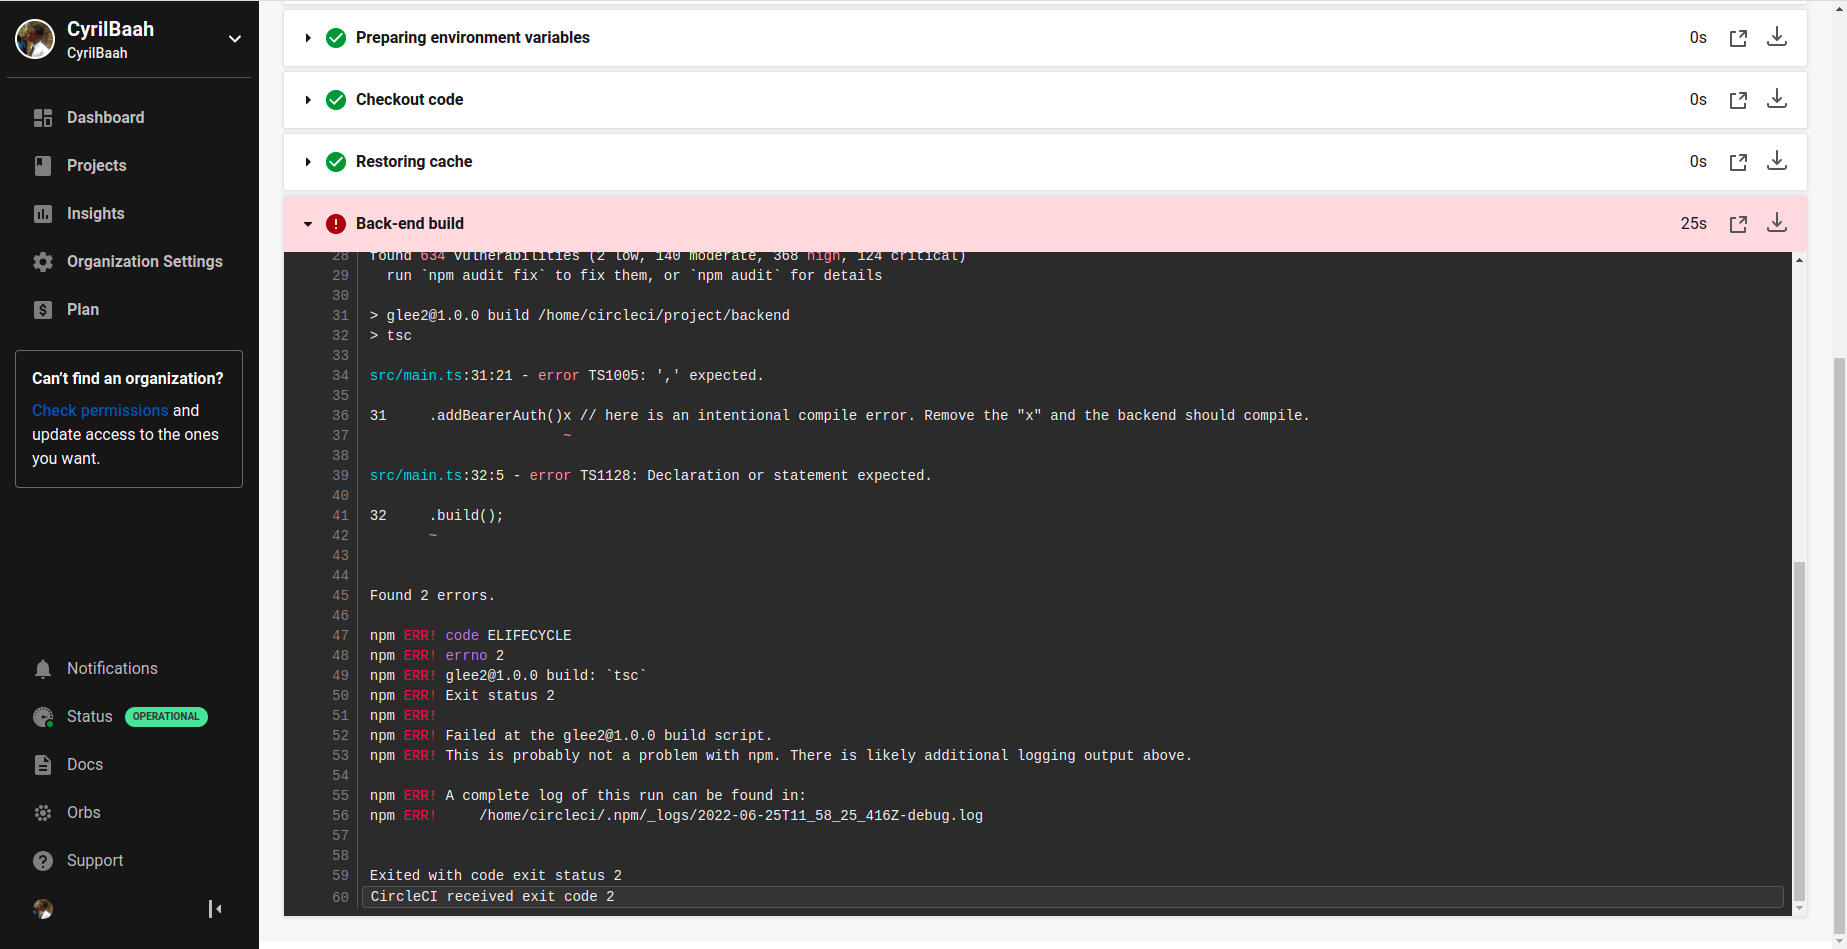 CyrilBaah
CyrilBaah
Dashboard
Projects
Insights
Organization Settings
Plan
Can't find an organization?
Check permissions and
update access to the ones
you want.
Notifications
Status OPERATIONAL
Docs
Orbs
Support
Preparing environment variables 0s
Checkout code 0s
Restoring cache 0s
Back-end build 25s
28 found 634 vulnerabilities (2 low, 140 moderate, 368 high, 124 critical)
29 run `npm audit fix` to fix them, or `npm audit` for details
30
31 > glee2@1.0.0 build /home/circleci/project/backend
32 > tsc
33
34 src/main.ts:31:21 - error TS1005: ',' expected.
35
36 31 .addBearerAuth()x // here is an intentional compile error. Remove the "x" and the backend should compile.
37 ~
38
39 src/main.ts:32:5 - error TS1128: Declaration or statement expected.
40
41 32 .build();
42 ~
43
44
45 Found 2 errors.
46
47 npm ERR! code ELIFECYCLE
48 npm ERR! errno 2
49 npm ERR! glee2@1.0.0 build: `tsc`
50 npm ERR! Exit status 2
51 npm ERR!
52 npm ERR! Failed at the glee2@1.0.0 build script.
53 npm ERR! This is probably not a problem with npm. There is likely additional logging output above.
54
55 npm ERR! A complete log of this run can be found in:
56 npm ERR! /home/circleci/.npm/_logs/2022-06-25T11_58_25_416Z-debug.log
57
58
59 Exited with code exit status 2
60 CircleCI received exit code 2